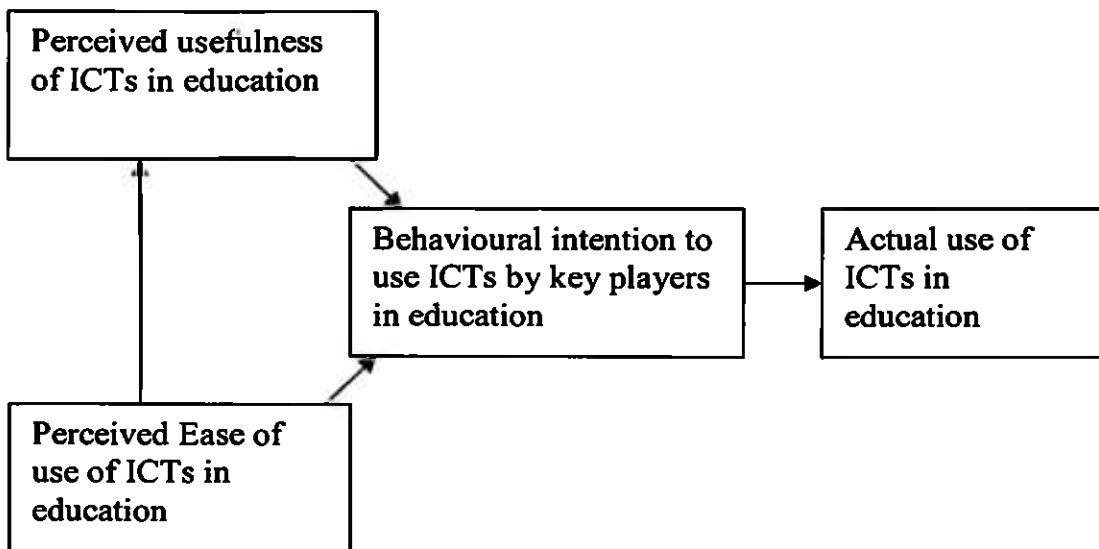 Perceived usefulness
of ICTs in education
Behavioural intention to
use ICTs by key players
in education
Actual use of
ICTs in
education
Perceived Ease of
use of ICTs in
education